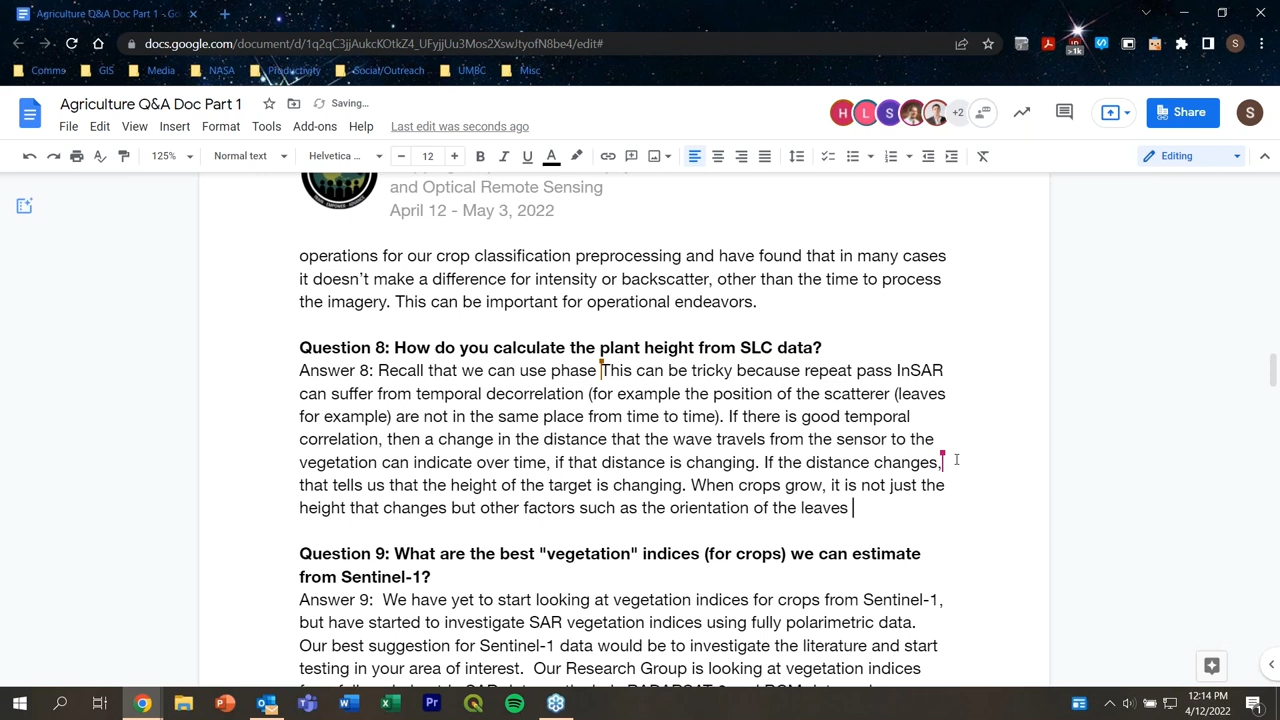 Agriculture Q&A Doc Part 1 - Go
docs.google.com/document/d/1q2qC3jjAukcKOtkZ4_UFyjjUu3Mos2XswJtyofN8be4/edit#
>1k
S
Comms
GIS
Media
NASA
Productivity
Social/Outreach
UMBC
Misc
Agriculture Q&A Doc Part 1
Saving...
H
L
S
+2
Share
S
File Edit View Insert Format Tools Add-ons Help Last edit was seconds ago
125% Normal text Helvetica ... 12 B I U A Editing
and Optical Remote Sensing
April 12 - May 3, 2022
operations for our crop classification preprocessing and have found that in many cases
it doesn't make a difference for intensity or backscatter, other than the time to process
the imagery. This can be important for operational endeavors.
Question 8: How do you calculate the plant height from SLC data?
Answer 8: Recall that we can use phase This can be tricky because repeat pass InSAR
can suffer from temporal decorrelation (for example the position of the scatterer (leaves
for example) are not in the same place from time to time). If there is good temporal
correlation, then a change in the distance that the wave travels from the sensor to the
vegetation can indicate over time, if that distance is changing. If the distance changes,
that tells us that the height of the target is changing. When crops grow, it is not just the
height that changes but other factors such as the orientation of the leaves
Question 9: What are the best "vegetation" indices (for crops) we can estimate
from Sentinel-1?
Answer 9:  We have yet to start looking at vegetation indices for crops from Sentinel-1,
but have started to investigate SAR vegetation indices using fully polarimetric data.
Our best suggestion for Sentinel-1 data would be to investigate the literature and start
testing in your area of interest.  Our Research Group is looking at vegetation indices
12:14 PM
4/12/2022